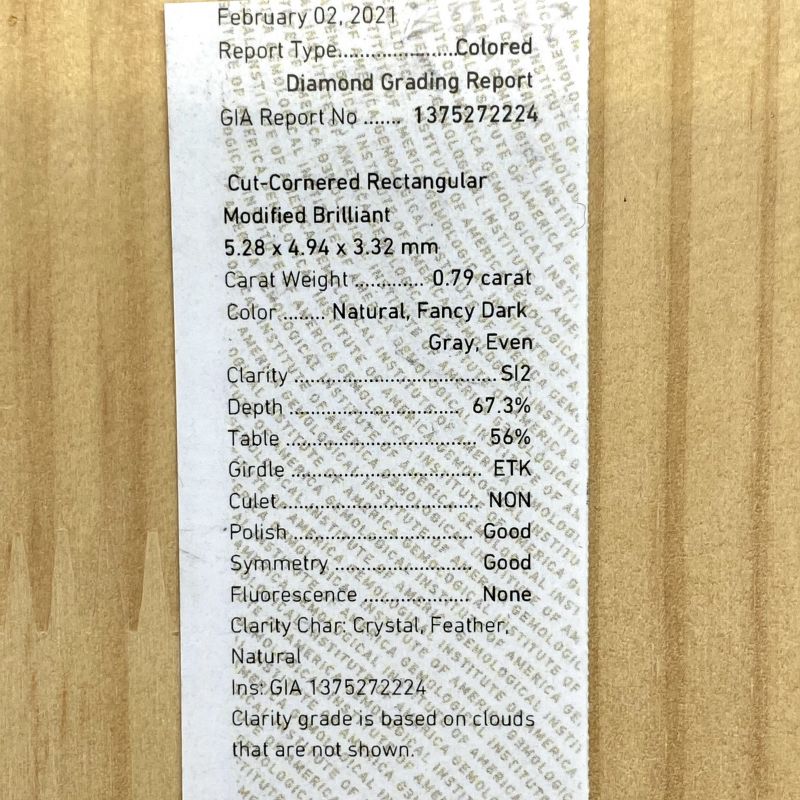 February 02, 2021
Report Type......................Colored
Diamond Grading Report
GIA Report No ....... 1375272224
Cut-Cornered Rectangular
Modified Brilliant
5.28 x 4.94 x 3.32 mm
Carat Weight ............ 0.79 carat
Color ........ Natural, Fancy Dark
Gray, Even
Clarity ................................... SI2
Depth .............................. 67.3%
Table ................................. 56%
Girdle ................................. ETK
Culet .................................. NON
Polish ............................... Good
Symmetry ........................ Good
Fluorescence ................... None
Clarity Char: Crystal, Feather,
Natural
Ins: GIA 1375272224
Clarity grade is based on clouds
that are not shown.